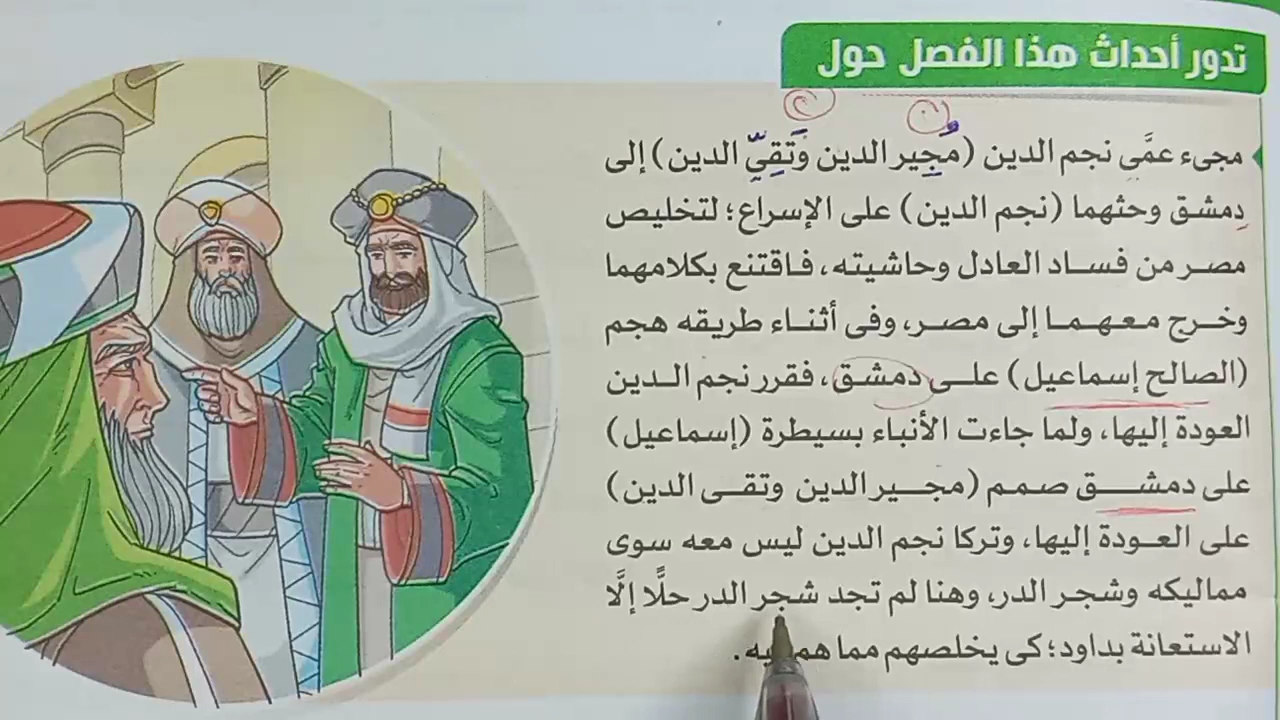 تدور أحداث هذا الفصل حول
مجىء عمَّى نجم الدين (مُجِير الدين وَتَقِىّ الدين) إلى
دِمشق وحثهما (نجم الدين) على الإسراع؛ لتخليص
مصر من فساد العادل وحاشيته، فاقتنع بكلامهما
وخرج معهما إلى مصر، وفى أثناء طريقه هجم
(الصالح إسماعيل) على دمشق، فقرر نجم الدين
العودة إليها، ولما جاءت الأنباء بسيطرة (إسماعيل)
على دمشق صمم (مجير الدين وتقى الدين)
على العودة إليها، وتركا نجم الدين ليس معه سوى
مماليكه وشجر الدر، وهنا لم تجد شجر الدر حلًّا إلَّا
الاستعانة بداود؛ كى يخلصهم مما هم